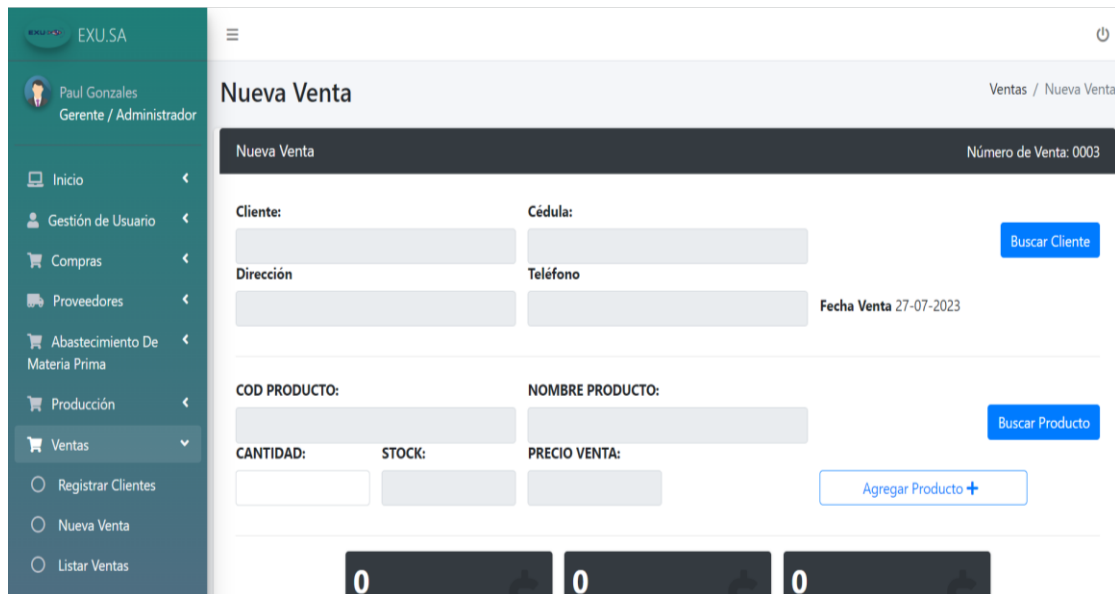 EXU.SA
Paul Gonzales
Gerente / Administrador
Inicio
Gestión de Usuario
Compras
Proveedores
Abastecimiento De
Materia Prima
Producción
Ventas
Registrar Clientes
Nueva Venta
Listar Ventas
Nueva Venta
Ventas / Nueva Venta
Nueva Venta
Número de Venta: 0003
Cliente:
Cédula:
Buscar Cliente
Dirección
Teléfono
Fecha Venta 27-07-2023
COD PRODUCTO:
NOMBRE PRODUCTO:
Buscar Producto
CANTIDAD:
STOCK:
PRECIO VENTA:
Agregar Producto +
0
0
0